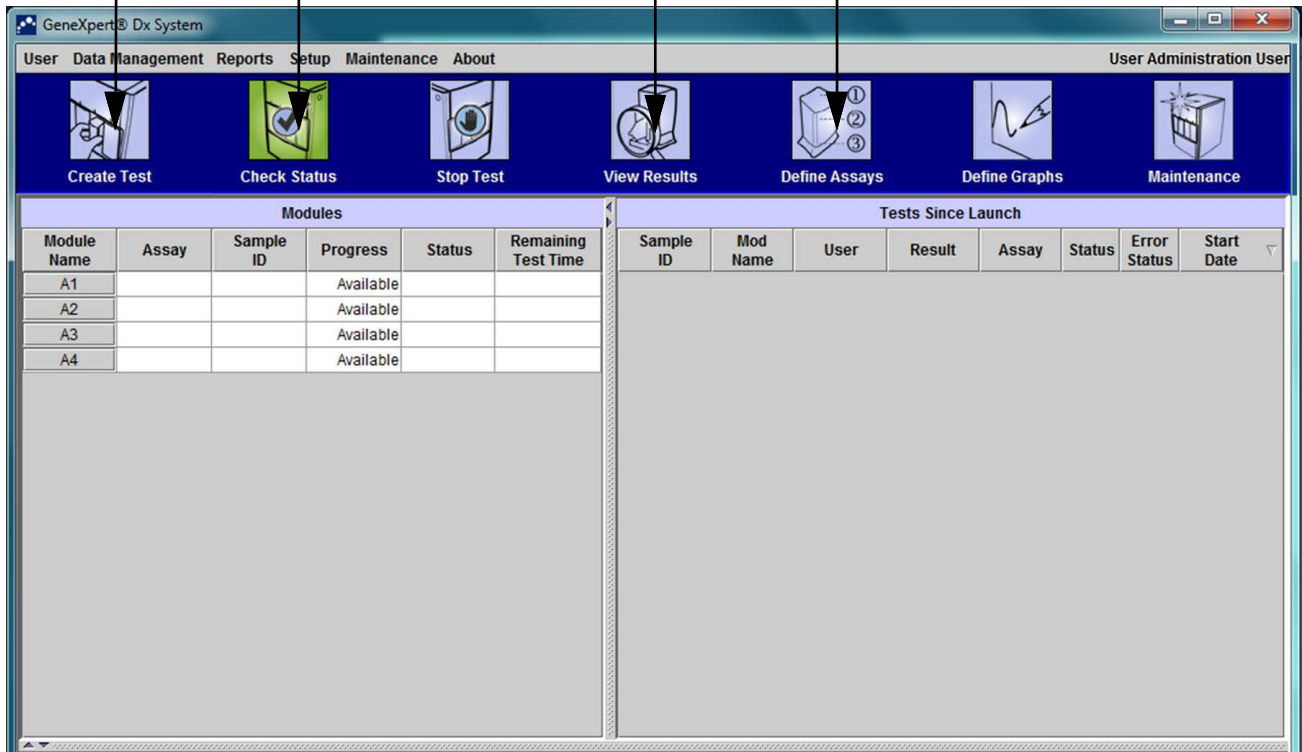 GeneXpert® Dx System
User Data Management Reports Setup Maintenance About User Administration User
① 
②
③
Create Test Check Status Stop Test View Results Define Assays Define Graphs Maintenance
Modules
Module Name Assay Sample ID Progress Status Remaining Test Time
A1 Available
A2 Available
A3 Available
A4 Available
Tests Since Launch
Sample ID Mod Name User Result Assay Status Error Status Start Date